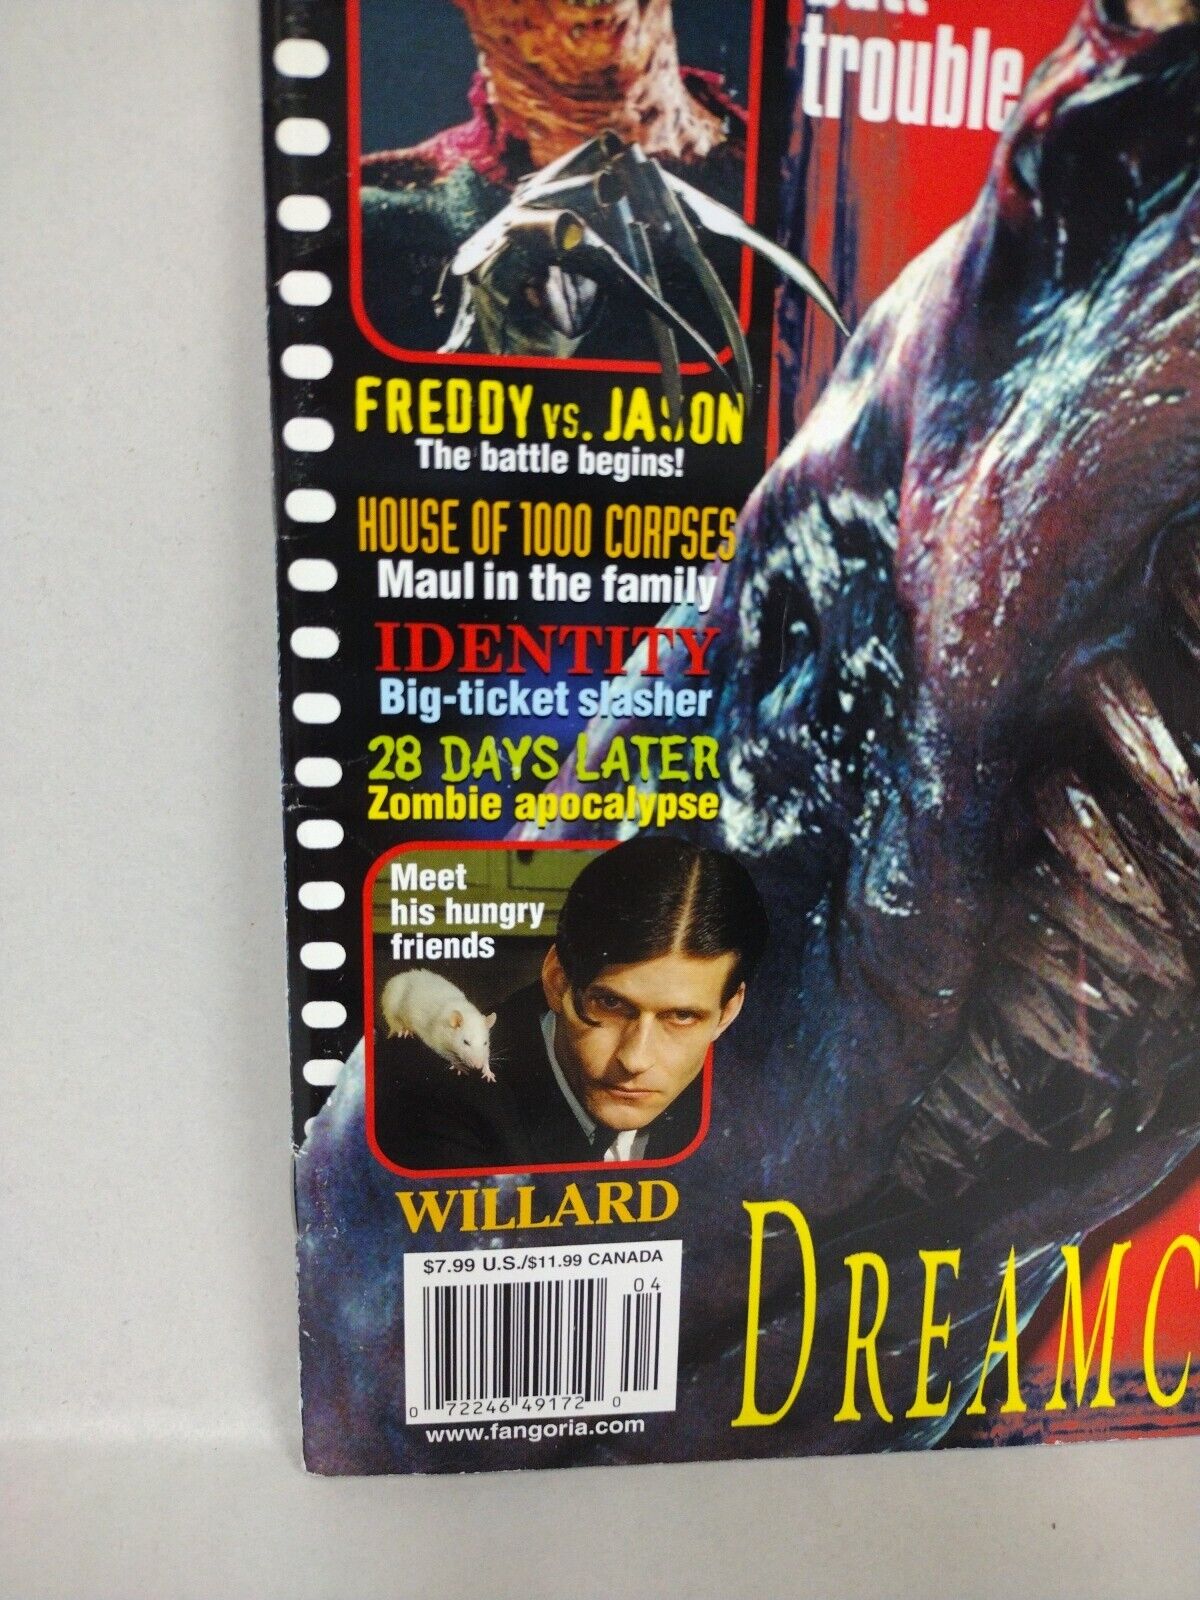 trouble
FREDDY VS. JASON
The battle begins!
HOUSE OF 1000 CORPSES
Maul in the family
IDENTITY
Big-ticket slasher
28 DAYS LATER
Zombie apocalypse
Meet
his hungry
friends
WILLARD
$7.99 U.S./$11.99 CANADA
04
0 72246 49172 0
www.fangoria.com
DREAMC